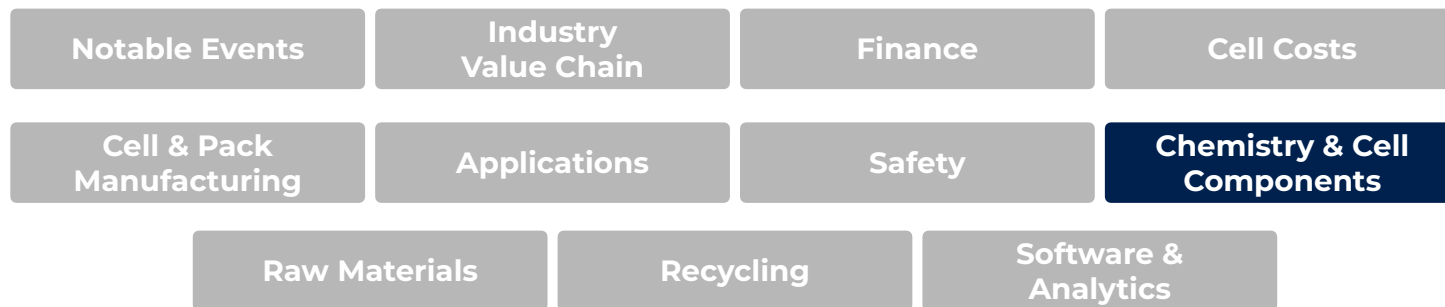 Notable Events
Industry
Value Chain
Finance
Cell Costs
Cell & Pack
Manufacturing
Applications
Safety
Chemistry & Cell
Components
Raw Materials
Recycling
Software &
Analytics